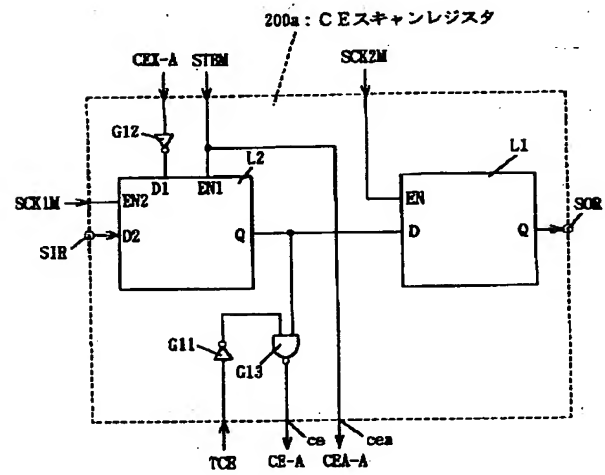 200a:CEスキャンレジスタ
CEX-A STBM SCK2M
G12
L2 L1
D1 EN1
SCK1M EN2 EN
SIR D2 Q D Q SOR
G11 G13
ce cea
TCE CE-A CEA-A